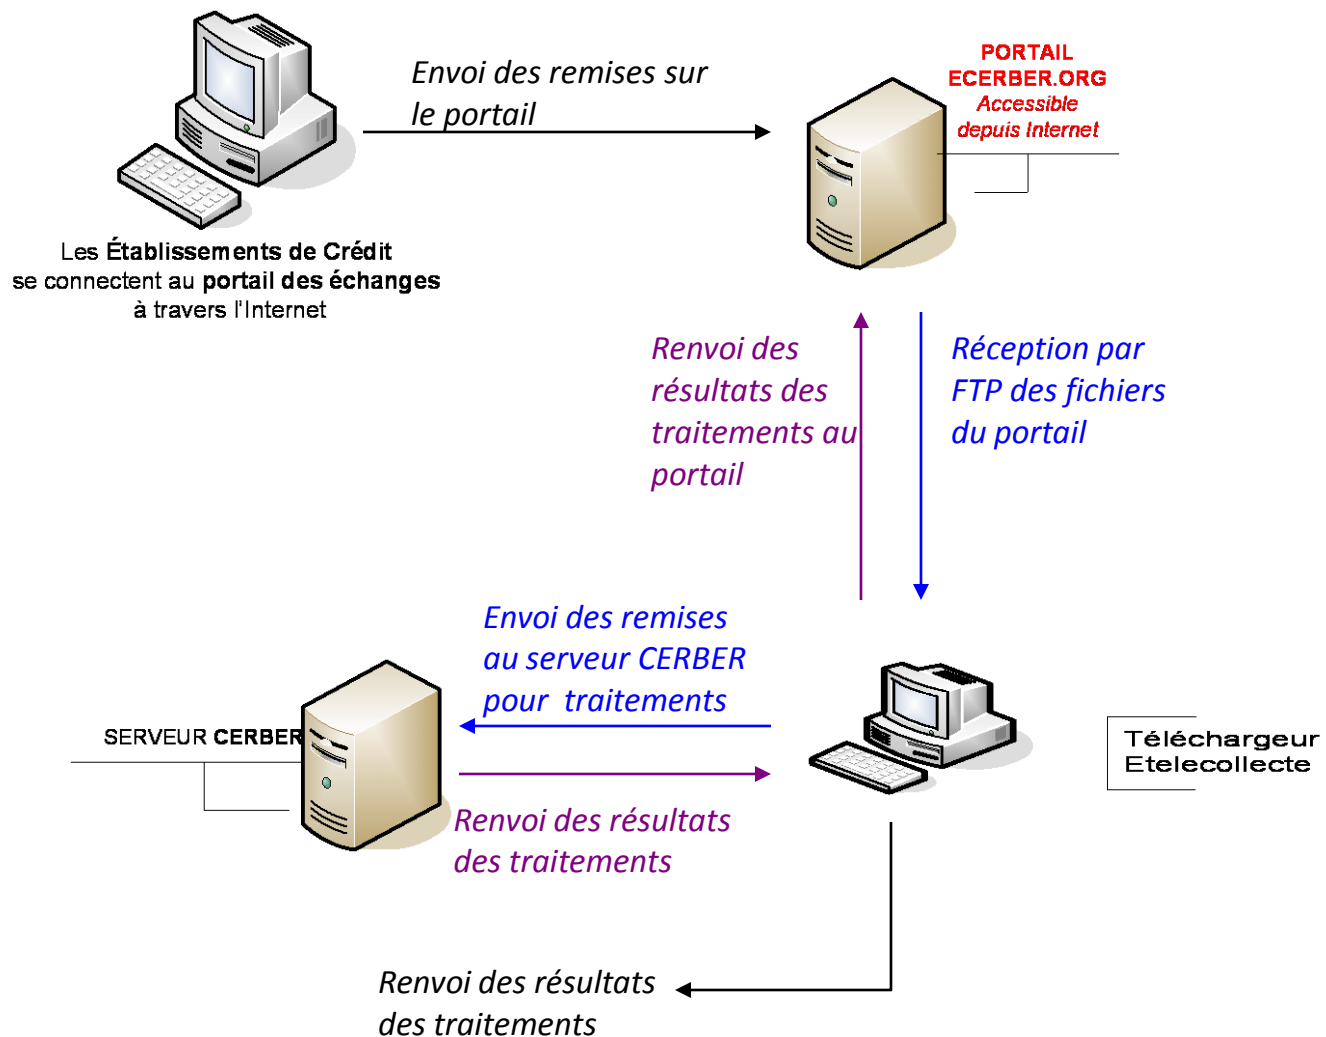 Envoi des remises sur
le portail
PORTAIL
ECERBER.ORG
Accessible
depuis Internet
Les Établissements de Crédit
se connectent au portail des échanges
à travers l'Internet
Renvoi des
résultats des
traitements au
portail
Réception par
FTP des fichiers
du portail
Envoi des remises
au serveur CERBER
pour  traitements
SERVEUR CERBER
Téléchargeur
Etelecollecte
Renvoi des résultats
des traitements
Renvoi des résultats
des traitements